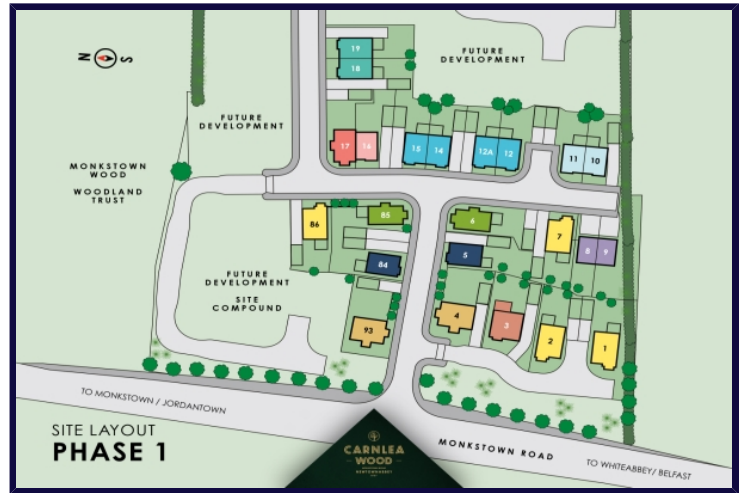 N S
FUTURE
DEVELOPMENT
19
18
FUTURE
DEVELOPMENT
MONKSTOWN
WOOD
WOODLAND
TRUST
17 16
15 14
12A 12
11 10
86
85
84
93
FUTURE
DEVELOPMENT
SITE
COMPOUND
6
5
4
3
7
8 9
2
1
TO MONKSTOWN / JORDANTOWN
SITE LAYOUT
PHASE 1
CARNLEA
WOOD
MONKSTOWN ROAD
TO WHITEABBEY/ BELFAST